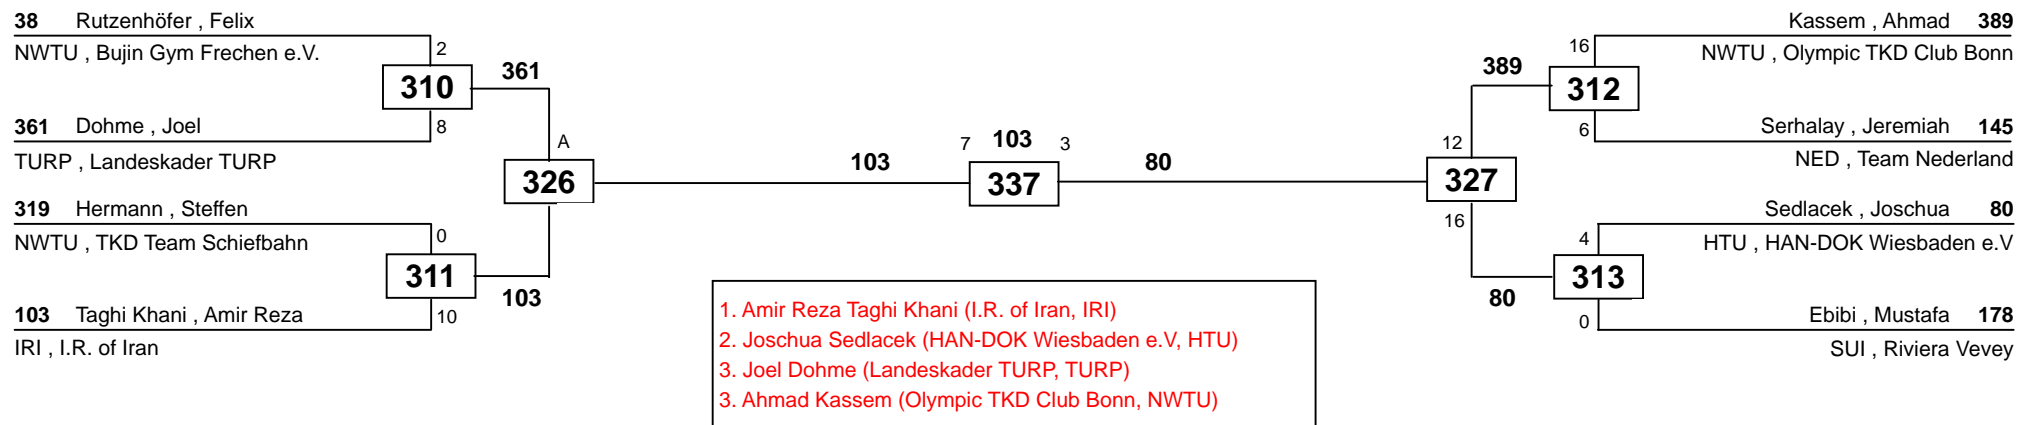 38 Rutzenhöfer , Felix
NWTU , Bujin Gym Frechen e.V.
2
310
361
361 Dohme , Joel
8
TURP , Landeskader TURP
A
326
319 Hermann , Steffen
NWTU , TKD Team Schiefbahn
0
311
103
103 Taghi Khani , Amir Reza
10
IRI , I.R. of Iran
103
7 103 3
337
80
Kassem , Ahmad 389
16
NWTU , Olympic TKD Club Bonn
389
312
Serhalay , Jeremiah 145
6
NED , Team Nederland
12
327
16
Sedlacek , Joschua 80
4
HTU , HAN-DOK Wiesbaden e.V
313
80
Ebibi , Mustafa 178
0
SUI , Riviera Vevey
1. Amir Reza Taghi Khani (I.R. of Iran, IRI)
2. Joschua Sedlacek (HAN-DOK Wiesbaden e.V, HTU)
3. Joel Dohme (Landeskader TURP, TURP)
3. Ahmad Kassem (Olympic TKD Club Bonn, NWTU)